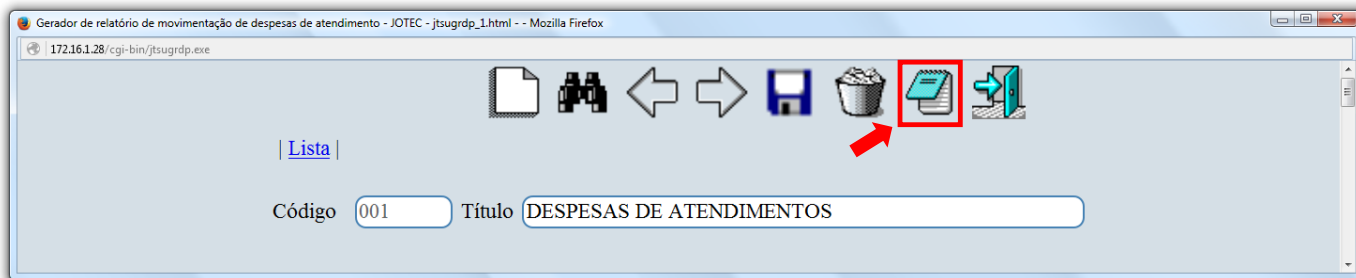 Gerador de relatório de movimentação de despesas de atendimento - JOTEC - jtsugrdp_1.html - - Mozilla Firefox
172.16.1.28/cgi-bin/jtsugrdp.exe
| Lista |
Código 001 Título DESPESAS DE ATENDIMENTOS